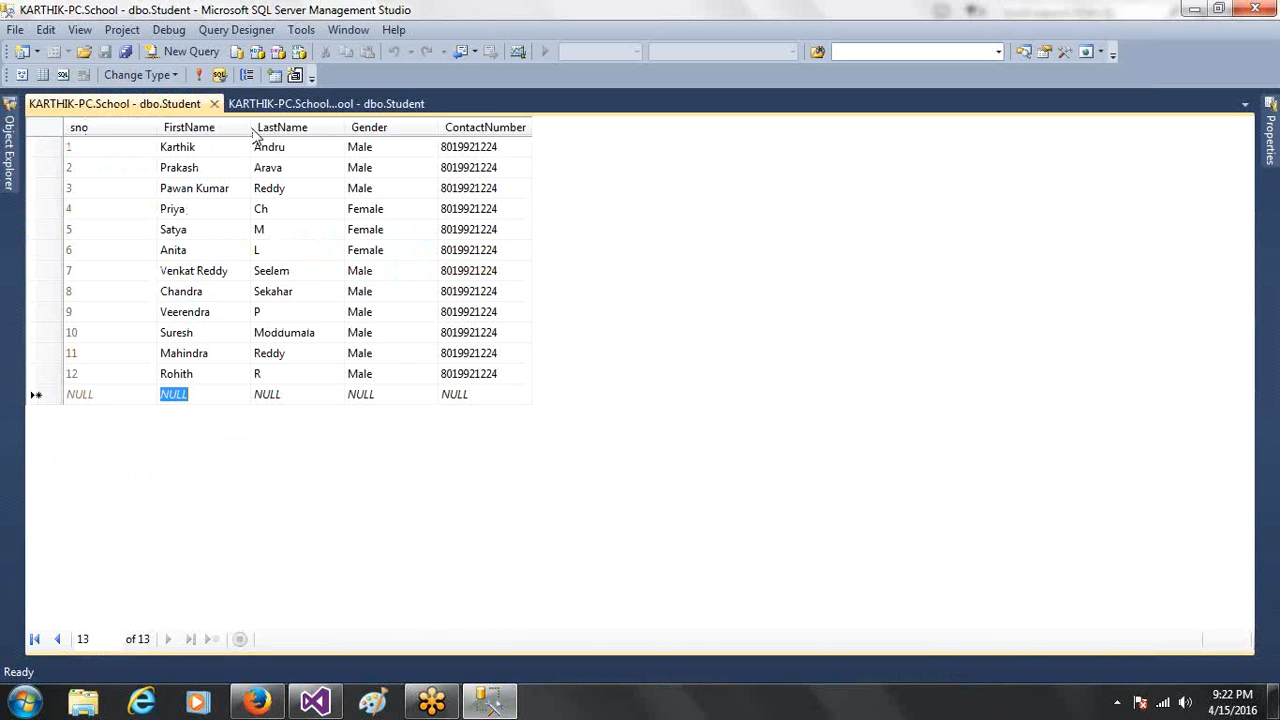 KARTHIK-PC.School - dbo.Student - Microsoft SQL Server Management Studio
File Edit View Project Debug Query Designer Tools Window Help
New Query
Change Type
KARTHIK-PC.School - dbo.Student KARTHIK-PC.School...ool - dbo.Student
Object Explorer
Properties
sno FirstName LastName Gender ContactNumber
1 Karthik Andru Male 8019921224
2 Prakash Arava Male 8019921224
3 Pawan Kumar Reddy Male 8019921224
4 Priya Ch Female 8019921224
5 Satya M Female 8019921224
6 Anita L Female 8019921224
7 Venkat Reddy Seelem Male 8019921224
8 Chandra Sekahar Male 8019921224
9 Veerendra P Male 8019921224
10 Suresh Moddumala Male 8019921224
11 Mahindra Reddy Male 8019921224
12 Rohith R Male 8019921224
NULL NULL NULL NULL NULL
13 of 13
Ready
9:22 PM
4/15/2016